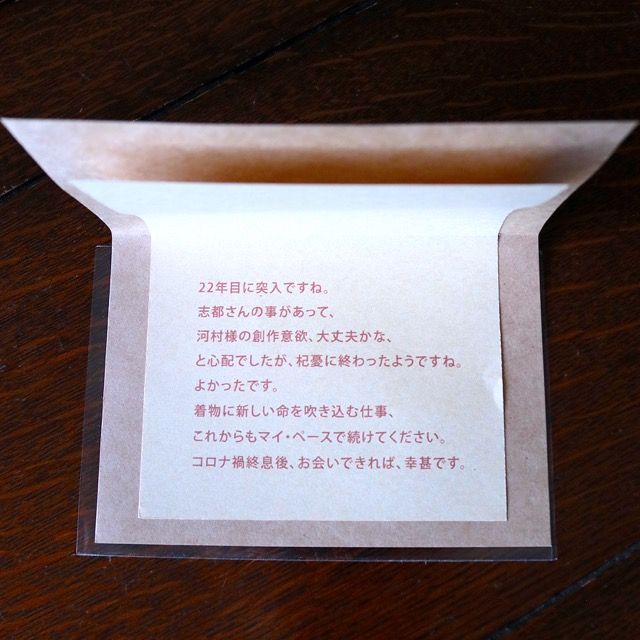 22年目に突入ですね。
志都さんの事があって、
河村様の創作意欲、大丈夫かな、
と心配でしたが、杞憂に終わったようですね。
よかったです。
着物に新しい命を吹き込む仕事、
これからもマイ・ペースで続けてください。
コロナ禍終息後、お会いできれば、幸甚です。